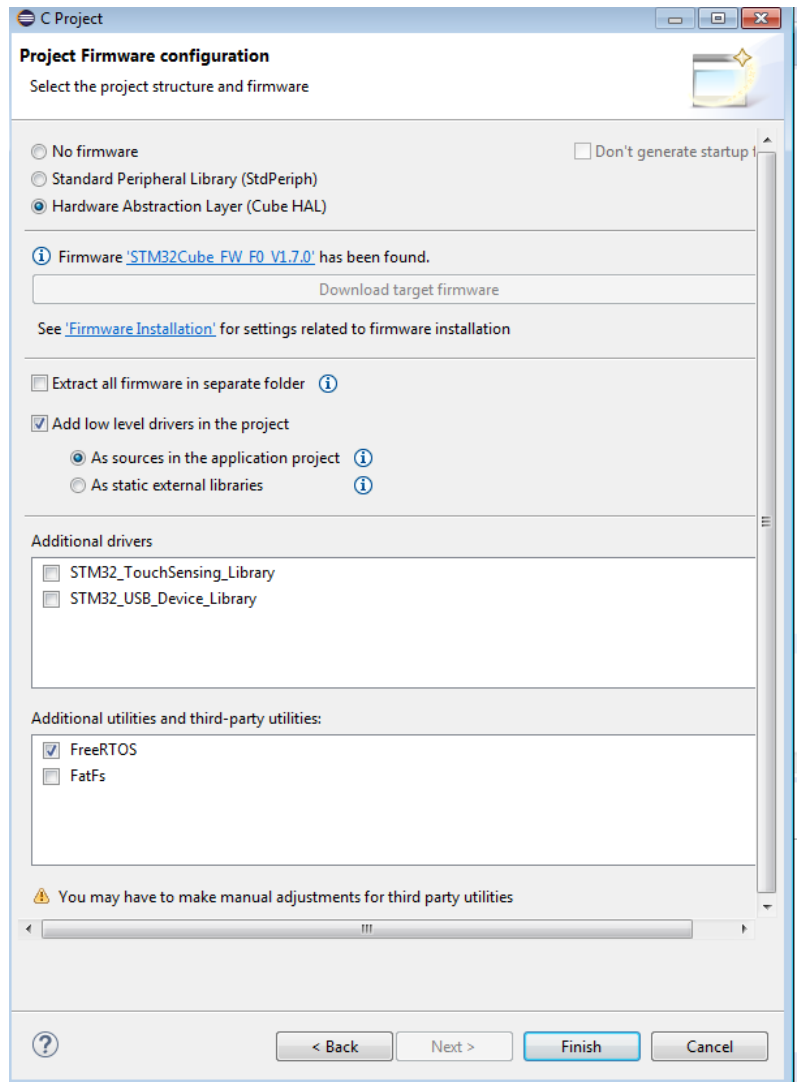 C Project
Project Firmware configuration
Select the project structure and firmware
No firmware
Don't generate startup
Standard Peripheral Library (StdPeriph)
Hardware Abstraction Layer (Cube HAL)
Firmware 'STM32Cube_FW_F0_V1.7.0' has been found.
Download target firmware
See 'Firmware Installation' for settings related to firmware installation
Extract all firmware in separate folder
Add low level drivers in the project
As sources in the application project
As static external libraries
Additional drivers
STM32_TouchSensing_Library
STM32_USB_Device_Library
Additional utilities and third-party utilities:
FreeRTOS
FatFs
You may have to make manual adjustments for third party utilities
< Back Next > Finish Cancel